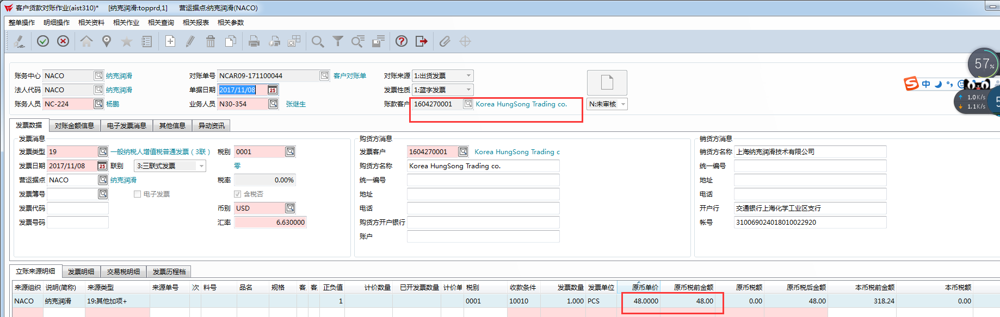 客户货款对账作业(aist310)* [纳克润滑:topprd,1] 营运据点:纳克润滑(NACO)
整单操作 明细操作 相关资料 相关作业 相关查询 相关报表 相关参数
57%
账务中心 NACO 纳克润滑 对账单号 NCAR09-171100044 客户对账单 对账来源 1:出货发票
中
法人代码 NACO 纳克润滑 单据日期 2017/11/08 25 发票性质 1:蓝字发票
1.0K/s
账务人员 NC-224 杨鹏 业务人员 N30-354 张继生 账款客户 1604270001 Korea HungSong Trading co. N:未审核
1.1K/s
发票数据 对账金额信息 电子发票消息 其他信息 异动资讯
发票消息 购货方消息 销货方消息
发票类型 19 一般纳税人增值税普通发票(3联) 税别 0001 发票客户 1604270001 Korea HungSong Trading c 销货方名称 上海纳克润滑技术有限公司
发票日期 2017/11/08 25 联别 3:三联式发票 零 购货方名称 Korea HungSong Trading co. 统一编号
营运据点 NACO 纳克润滑 税率 0.00% 统一编号 地址
发票簿号 电子发票 含税否 地址 电话
发票代码 币别 USD 电话 开户行 交通银行上海化学工业区支行
发票号码 汇率 6.630000 购货方开户银行 帐号 310069024018010022920
账户
立账来源明细 发票明细 交易税明细 发票历程档
来源组织 说明(简称) 来源类型 来源单号 次 料号 品名 规格 客 客 正负值 计价数量 已开发票数量 计价单 税别 收款条件 发票数量 发票单位 原币单价 原币税前金额 原币税额 原币税后金额 本币税前金额 本币税额
NACO 纳克润滑 19:其他加项+ 1 0001 10010 1.000 PCS 48.0000 48.00 0.00 48.00 318.24 0.00